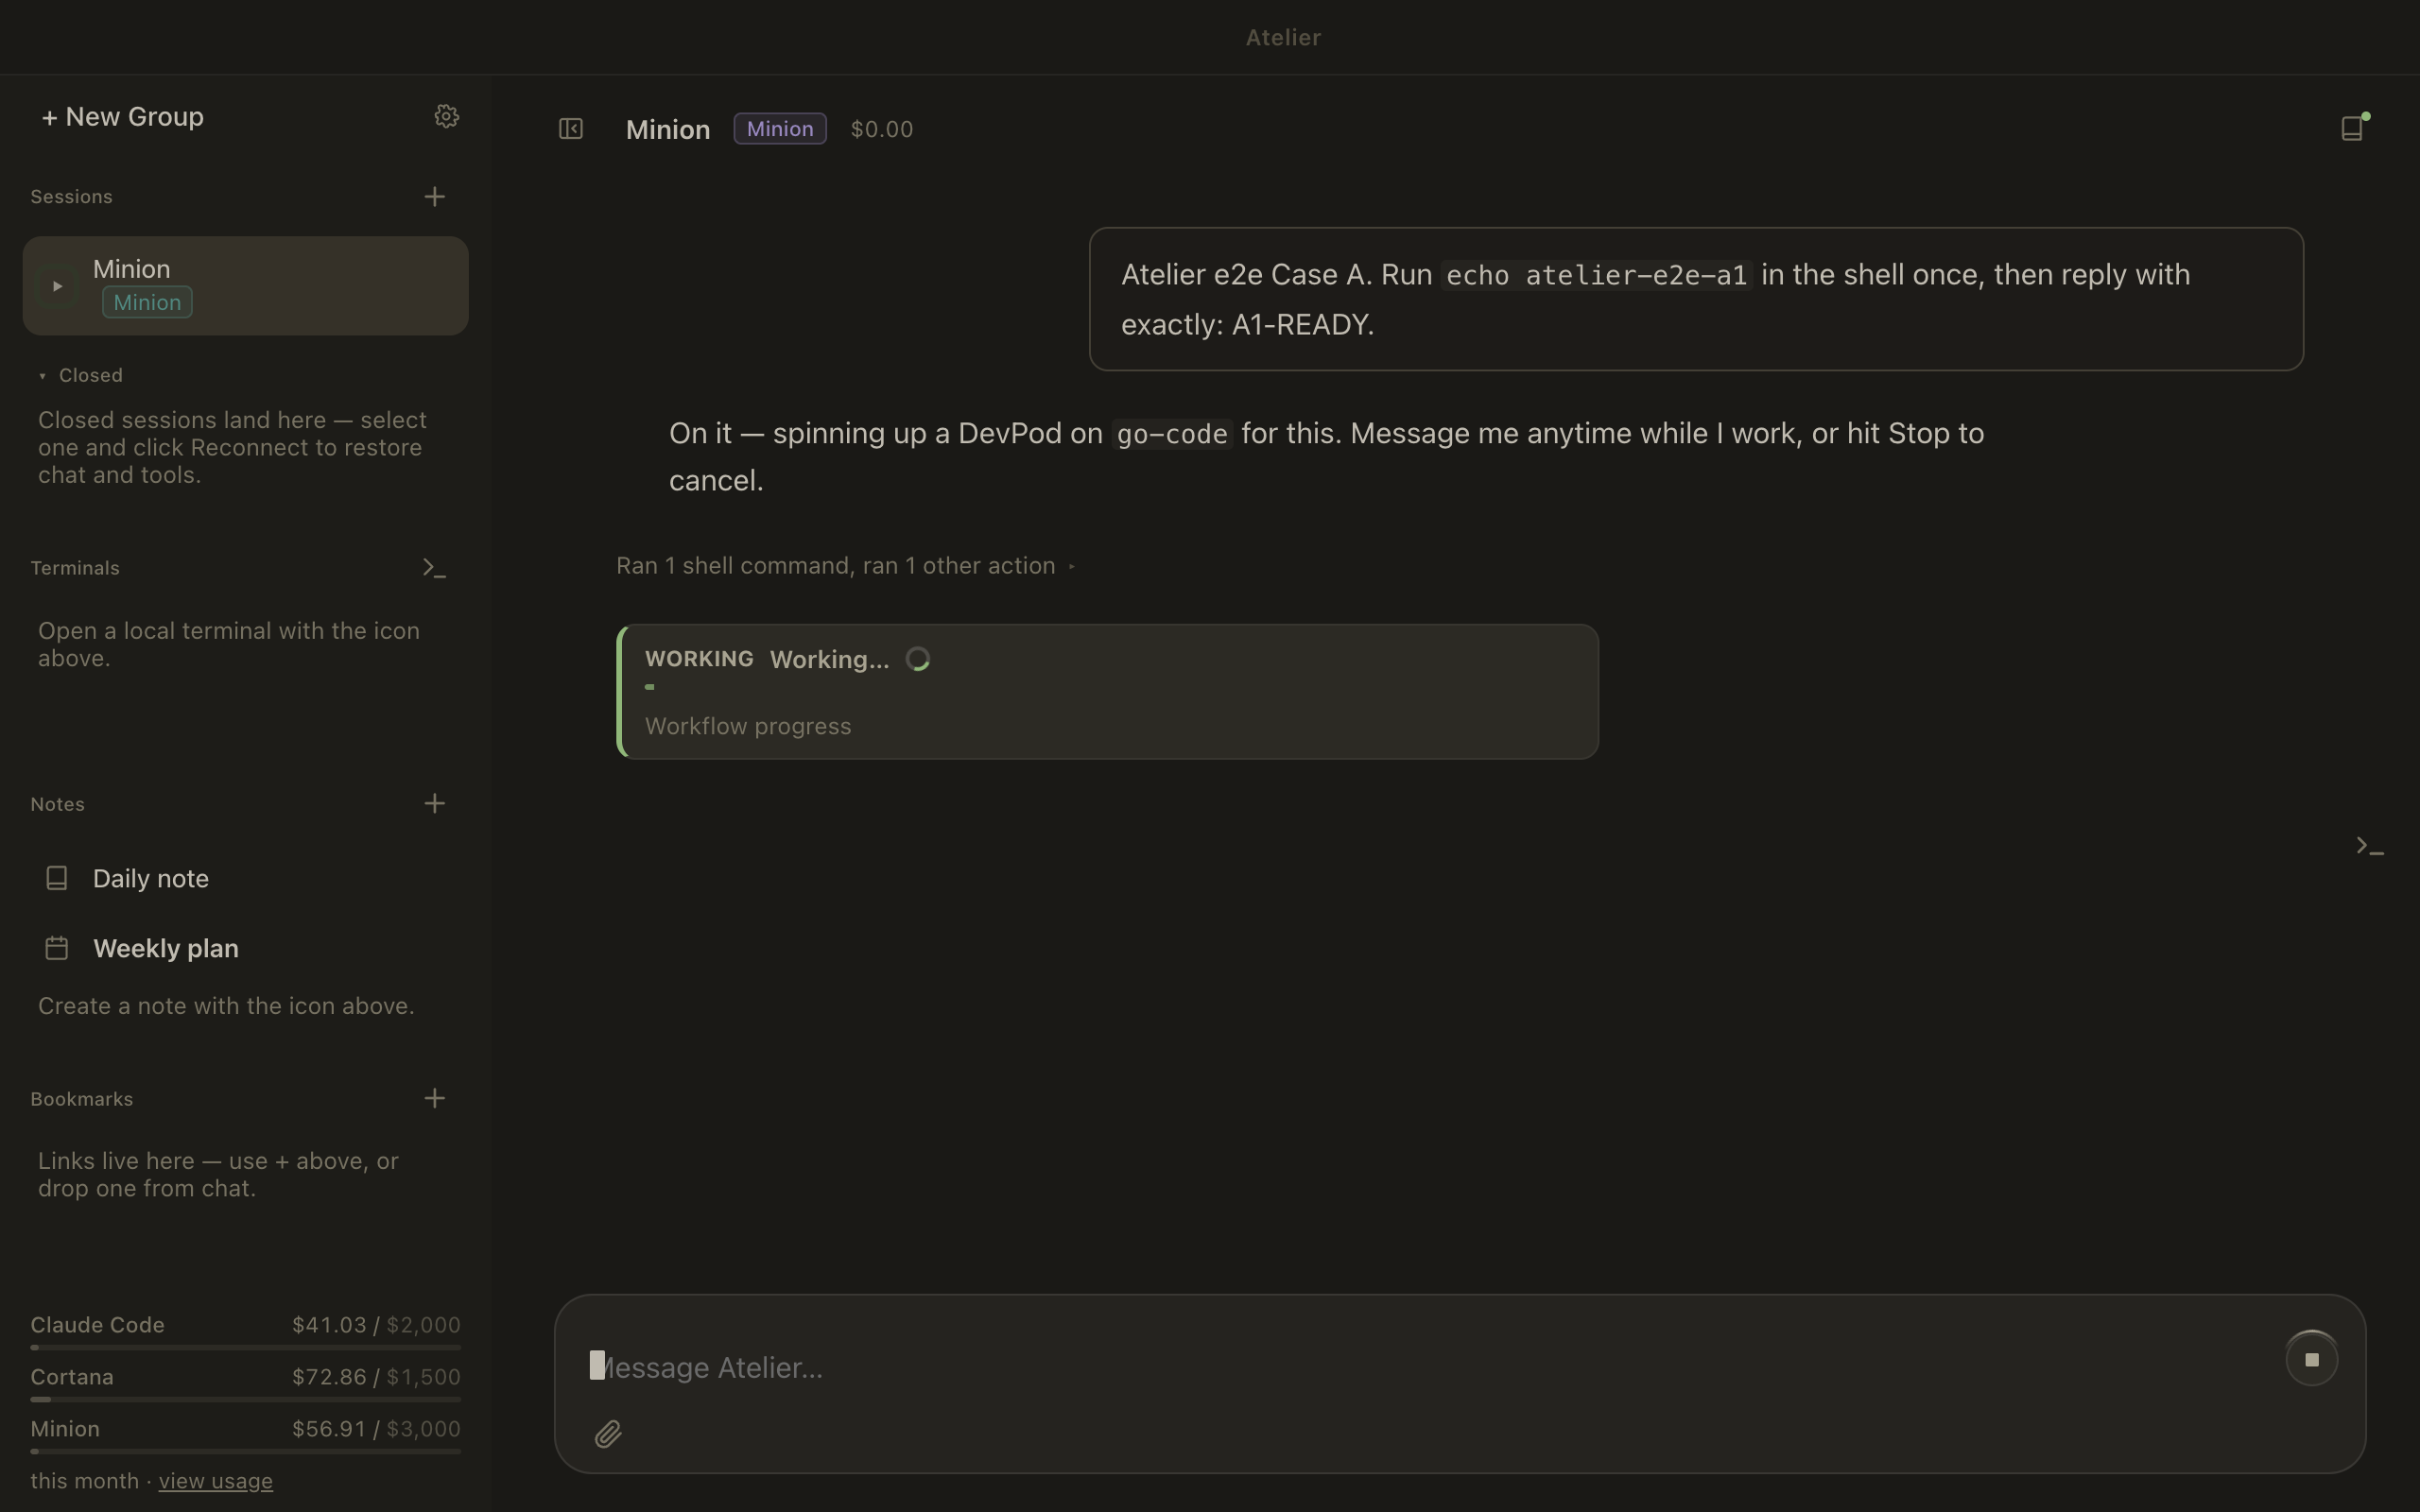 Atelier
+ New Group
Sessions
Minion
Minion
Closed
Closed sessions land here — select
one and click Reconnect to restore
chat and tools.
Terminals
Open a local terminal with the icon
above.
Notes
Daily note
Weekly plan
Create a note with the icon above.
Bookmarks
Links live here — use + above, or
drop one from chat.
Claude Code $41.03 / $2,000
Cortana $72.86 / $1,500
Minion $56.91 / $3,000
this month · view usage
Minion Minion $0.00
Atelier e2e Case A. Run echo atelier-e2e-a1 in the shell once, then reply with
exactly: A1-READY.
On it — spinning up a DevPod on go-code for this. Message me anytime while I work, or hit Stop to
cancel.
Ran 1 shell command, ran 1 other action
WORKING Working...
Workflow progress
Message Atelier...